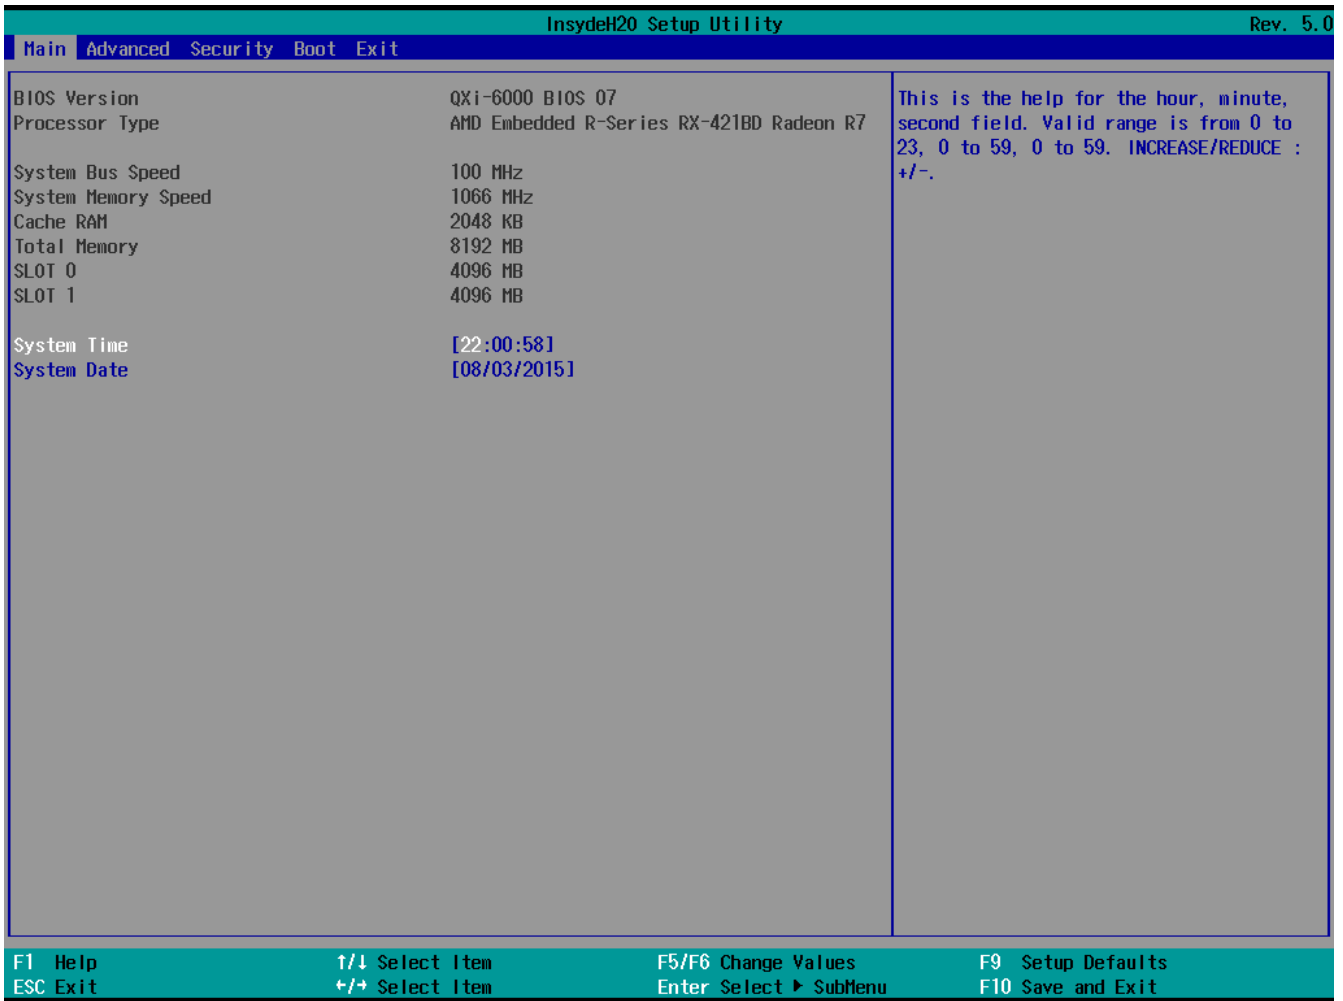 InsydeH20 Setup Utility Rev. 5.0
Main Advanced Security Boot Exit
BIOS Version QXi-6000 BIOS 07
Processor Type AMD Embedded R-Series RX-421BD Radeon R7
System Bus Speed 100 MHz
System Memory Speed 1066 MHz
Cache RAM 2048 KB
Total Memory 8192 MB
SLOT 0 4096 MB
SLOT 1 4096 MB
System Time [22:00:58]
System Date [08/03/2015]
This is the help for the hour, minute,
second field. Valid range is from 0 to
23, 0 to 59, 0 to 59. INCREASE/REDUCE :
+/-.
F1 Help ↑/↓ Select Item F5/F6 Change Values F9 Setup Defaults
ESC Exit ←/→ Select Item Enter Select ▶ SubMenu F10 Save and Exit